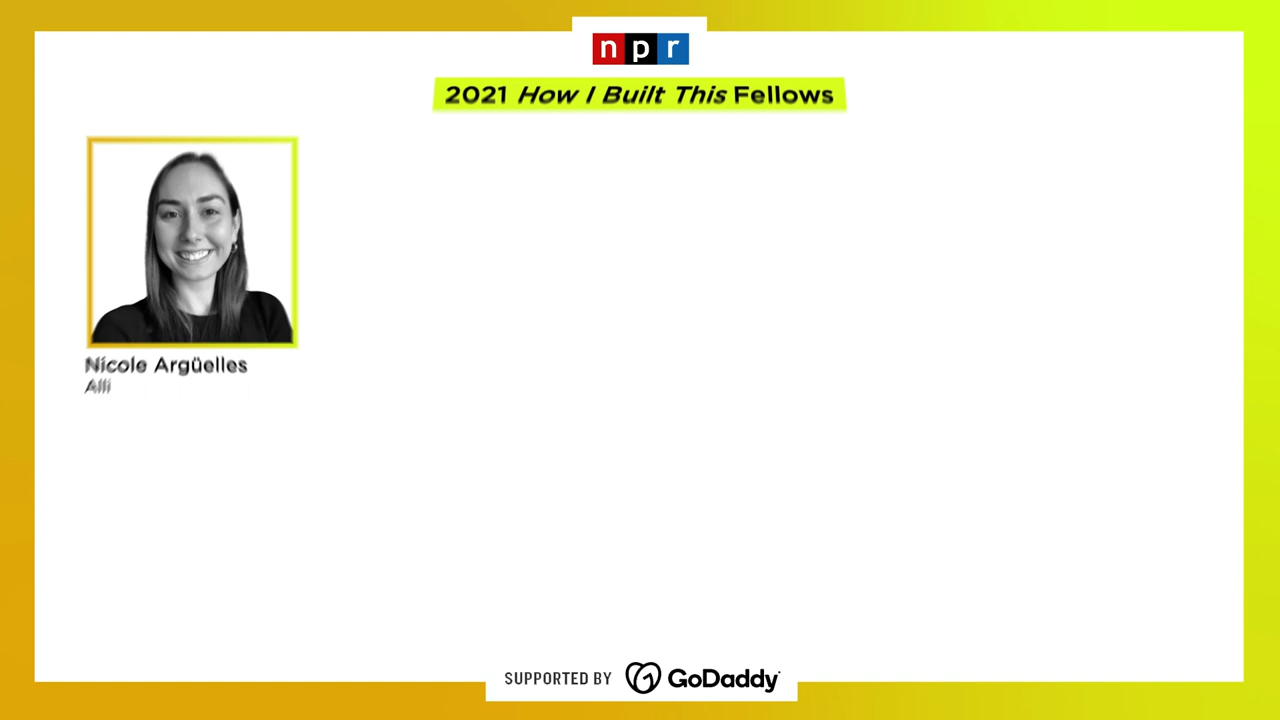 npr
2021 How I Built This Fellows
Nicole Argüelles
Alli
SUPPORTED BY GoDaddy